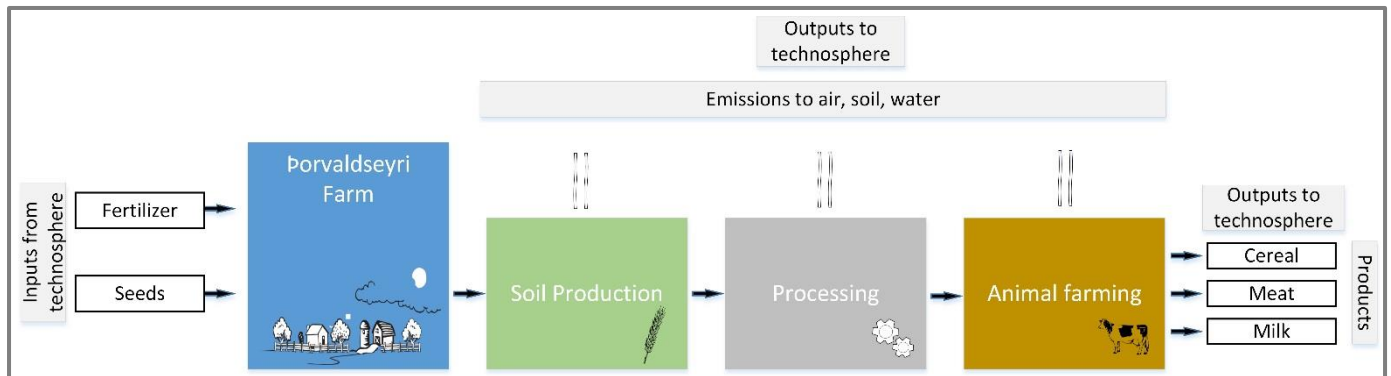 Outputs to
technosphere
Emissions to air, soil, water
Inputs from
technosphere
Fertilizer
Seeds
Þorvaldseyri
Farm
Soil Production
Processing
Animal farming
Outputs to
technosphere
Cereal
Meat
Milk
Products